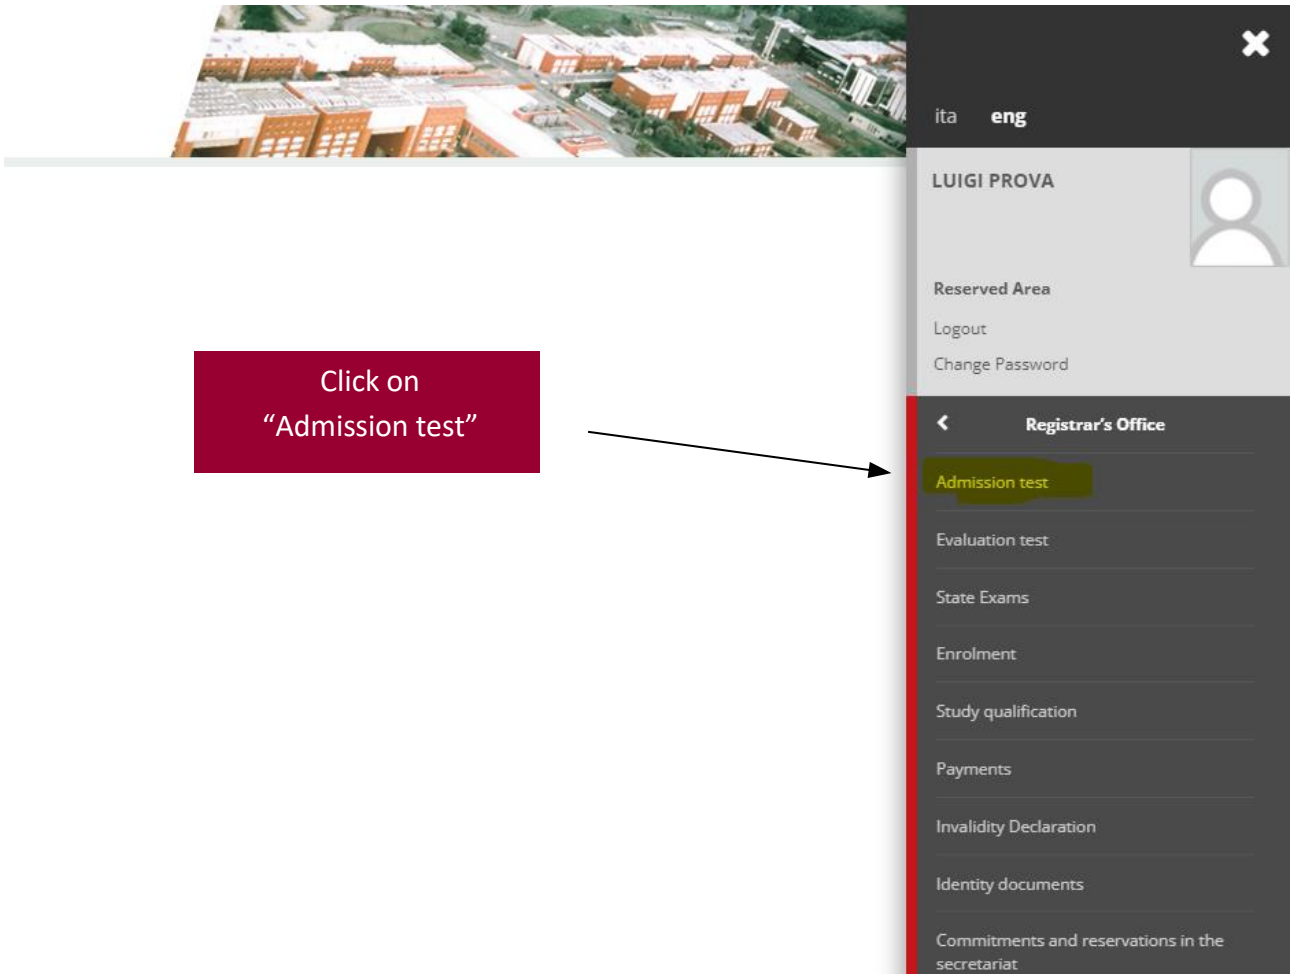 ita eng
LUIGI PROVA
Reserved Area
Logout
Change Password
Click on
“Admission test”
Registrar's Office
Admission test
Evaluation test
State Exams
Enrolment
Study qualification
Payments
Invalidity Declaration
Identity documents
Commitments and reservations in the
secretariat